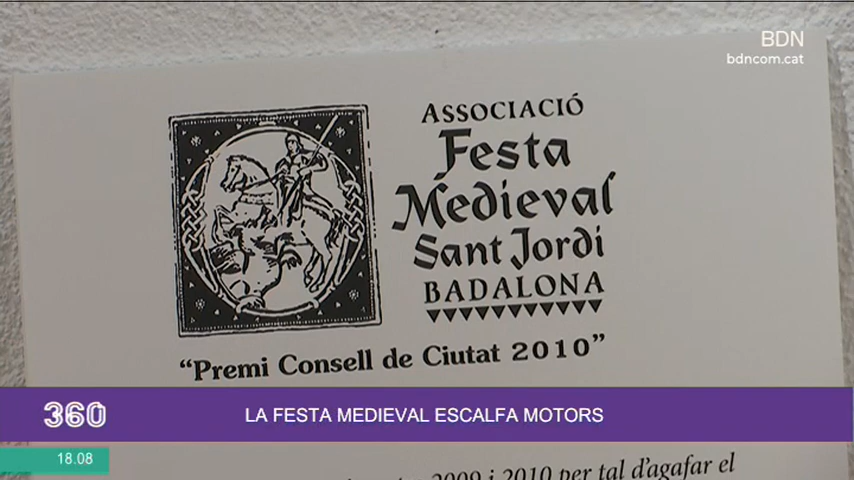 BDN
bdncom.cat
ASSOCIACIÓ
Festa
Medieval
Sant Jordi
BADALONA
“Premi Consell de Ciutat 2010”
360 LA FESTA MEDIEVAL ESCALFA MOTORS
18.08
2009 i 2010 per tal d'agafar el